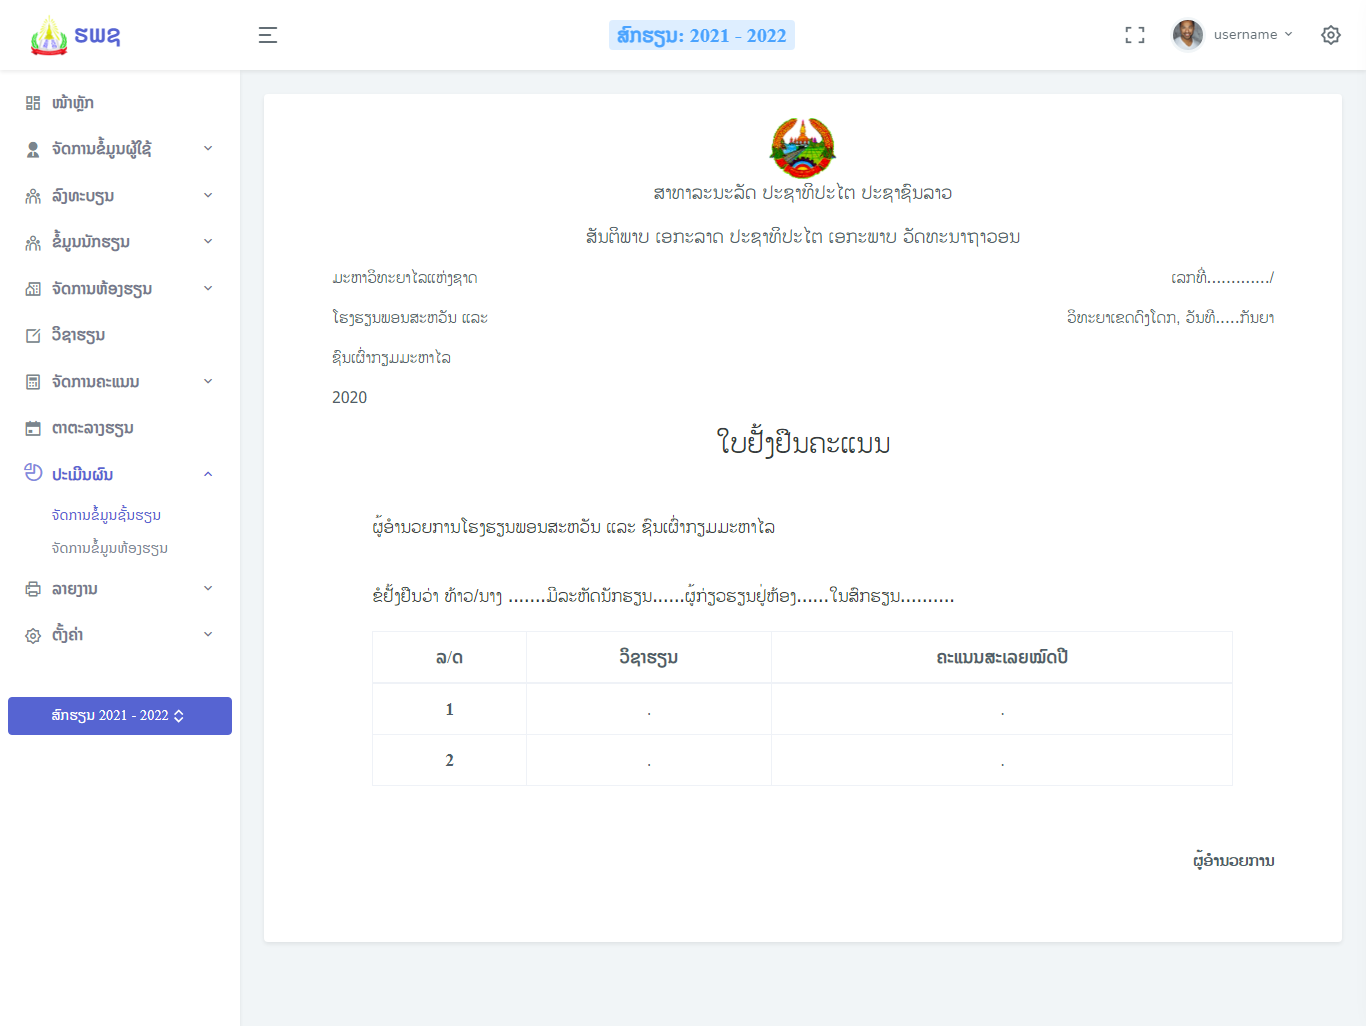 ຮພຊ
ສົກຮຽນ: 2021 - 2022
username
ໜ້າຫຼັກ
ຈັດການຂໍ້ມູນຜູ້ໃຊ້
ລົງທະບຽນ
ຂໍ້ມູນນັກຮຽນ
ຈັດການຫ້ອງຮຽນ
ວິຊາຮຽນ
ຈັດການຄະແນນ
ຕາຕະລາງຮຽນ
ປະເມີນຜົນ
ຈັດການຂໍ້ມູນຊັ້ນຮຽນ
ຈັດການຂໍ້ມູນຫ້ອງຮຽນ
ລາຍງານ
ຕັ້ງຄ່າ
ສົກຮຽນ 2021 - 2022
ສາທາລະນະລັດ ປະຊາທິປະໄຕ ປະຊາຊົນລາວ
ສັນຕິພາບ ເອກະລາດ ປະຊາທິປະໄຕ ເອກະພາບ ວັດທະນາຖາວອນ
ມະຫາວິທະຍາໄລແຫ່ງຊາດ
ເລກທີ່............./
ໂຮງຮຽນພອນສະຫວັນ ແລະ
ວິທະຍາເຂດດົງໂດກ, ວັນທີ.....ກັນຍາ
ຊົນເຜົ່າກຽມມະຫາໄລ
2020
ໃບຢັ້ງຢືນຄະແນນ
ຜູ້ອຳນວຍການໂຮງຮຽນພອນສະຫວັນ ແລະ ຊົນເຜົ່າກຽມມະຫາໄລ
ຂໍຢັ້ງຢືນວ່າ ທ້າວ/ນາງ .......ມີລະຫັດນັກຮຽນ......ຜູ້ກ່ຽວຮຽນຢູ່ຫ້ອງ......ໃນສົກຮຽນ..........
ລ/ດ ວິຊາຮຽນ ຄະແນນສະເລຍໝົດປີ
1 . .
2 . .
ຜູ້ອຳນວຍການ